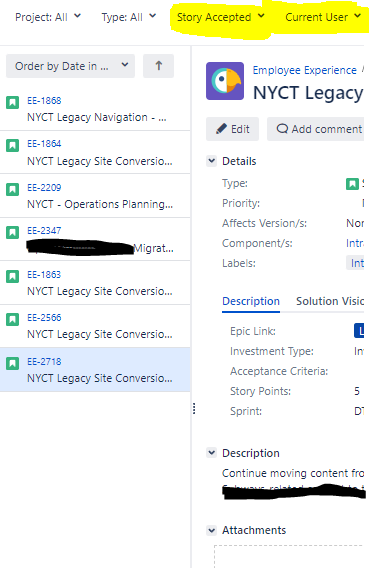 Project: All Type: All Story Accepted Current User
Order by Date in ...
EE-1868
NYCT Legacy Navigation - ...
EE-1864
NYCT Legacy Site Conversio...
EE-2209
NYCT - Operations Planning...
EE-2347
Migrat...
EE-1863
NYCT Legacy Site Conversio...
EE-2566
NYCT Legacy Site Conversio...
EE-2718
NYCT Legacy Site Conversio...
Employee Experience /
NYCT Legacy
Edit Add comment
Details
Type:
Priority:
Affects Version/s: Non
Component/s: Intra
Labels: Int
Description Solution Visio
Epic Link:
Investment Type: In
Acceptance Criteria:
Story Points: 5
Sprint: DT
Description
Continue moving content fro
Attachments